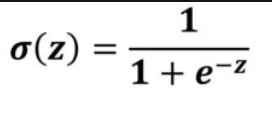 σ(z) = 1 / (1 + e^{-z})